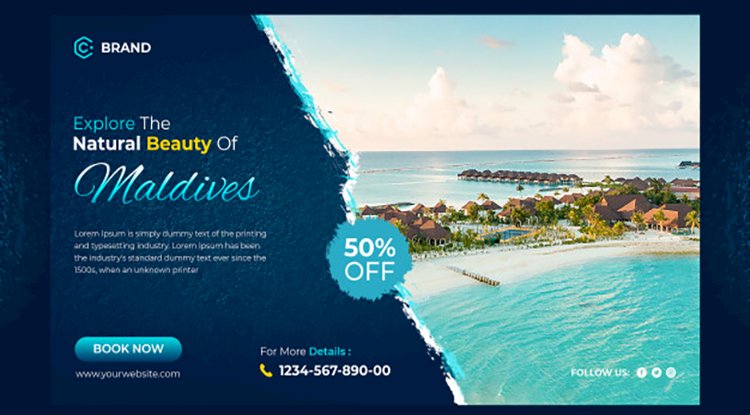 BRAND
Explore The
Natural Beauty Of
Maldives
Lorem Ipsum is simply dummy text of the printing
and typesetting industry. Lorem Ipsum has been
the industry's standard dummy text ever since the
1500s, when an unknown printer
50%
OFF
BOOK NOW
www.yourwebsite.com
For More Details :
1234-567-890-00
FOLLOW US: